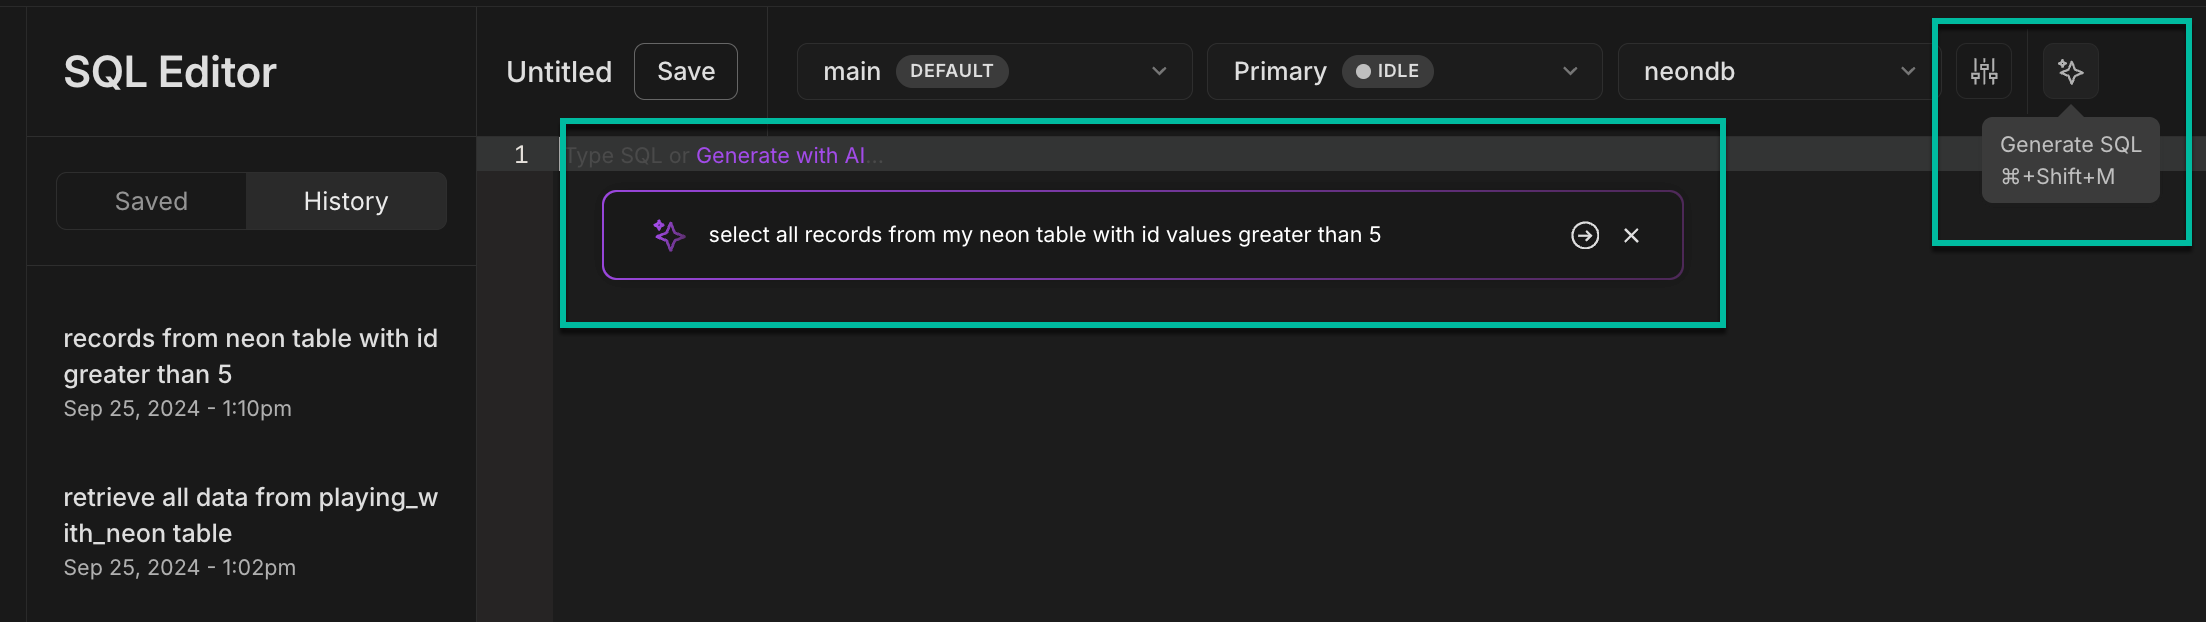 SQL Editor
Untitled
Save
main
DEFAULT
Primary
IDLE
neondb
Generate SQL
⌘+Shift+M
1
Type SQL or Generate with AI...
select all records from my neon table with id values greater than 5
Saved
History
records from neon table with id
greater than 5
Sep 25, 2024 - 1:10pm
retrieve all data from playing_w
ith_neon table
Sep 25, 2024 - 1:02pm